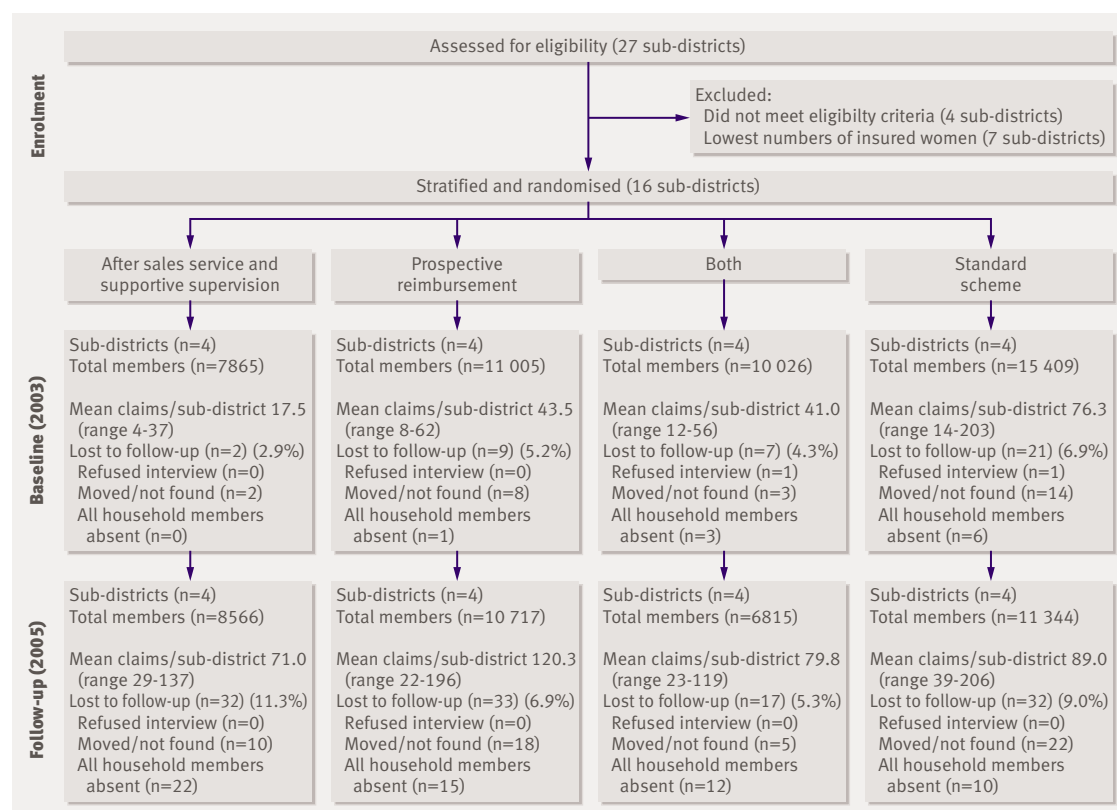 Enrolment
Assessed for eligibility (27 sub-districts)
Excluded:
Did not meet eligibilty criteria (4 sub-districts)
Lowest numbers of insured women (7 sub-districts)
Stratified and randomised (16 sub-districts)
After sales service and
supportive supervision
Prospective
reimbursement
Both
Standard
scheme
Baseline (2003)
Sub-districts (n=4)
Total members (n=7865)
Mean claims/sub-district 17.5
(range 4-37)
Lost to follow-up (n=2) (2.9%)
Refused interview (n=0)
Moved/not found (n=2)
All household members
absent (n=0)
Sub-districts (n=4)
Total members (n=11 005)
Mean claims/sub-district 43.5
(range 8-62)
Lost to follow-up (n=9) (5.2%)
Refused interview (n=0)
Moved/not found (n=8)
All household members
absent (n=1)
Sub-districts (n=4)
Total members (n=10 026)
Mean claims/sub-district 41.0
(range 12-56)
Lost to follow-up (n=7) (4.3%)
Refused interview (n=1)
Moved/not found (n=3)
All household members
absent (n=3)
Sub-districts (n=4)
Total members (n=15 409)
Mean claims/sub-district 76.3
(range 14-203)
Lost to follow-up (n=21) (6.9%)
Refused interview (n=1)
Moved/not found (n=14)
All household members
absent (n=6)
Follow-up (2005)
Sub-districts (n=4)
Total members (n=8566)
Mean claims/sub-district 71.0
(range 29-137)
Lost to follow-up (n=32) (11.3%)
Refused interview (n=0)
Moved/not found (n=10)
All household members
absent (n=22)
Sub-districts (n=4)
Total members (n=10 717)
Mean claims/sub-district 120.3
(range 22-196)
Lost to follow-up (n=33) (6.9%)
Refused interview (n=0)
Moved/not found (n=18)
All household members
absent (n=15)
Sub-districts (n=4)
Total members (n=6815)
Mean claims/sub-district 79.8
(range 23-119)
Lost to follow-up (n=17) (5.3%)
Refused interview (n=0)
Moved/not found (n=5)
All household members
absent (n=12)
Sub-districts (n=4)
Total members (n=11 344)
Mean claims/sub-district 89.0
(range 39-206)
Lost to follow-up (n=32) (9.0%)
Refused interview (n=0)
Moved/not found (n=22)
All household members
absent (n=10)